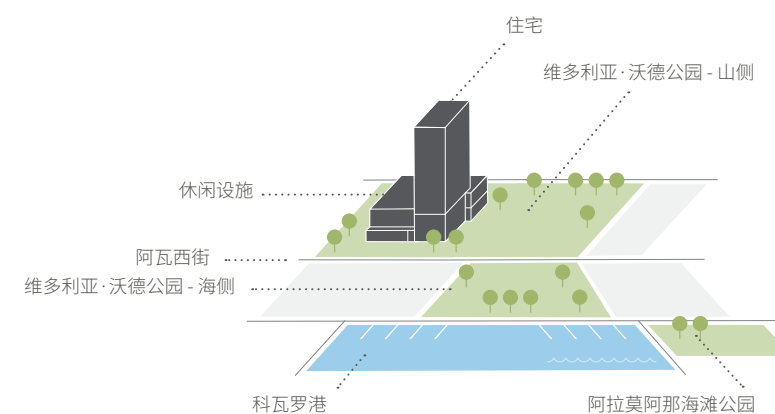 住宅
维多利亚·沃德公园 - 山侧
休闲设施
阿瓦西街
维多利亚·沃德公园 - 海侧
科瓦罗港
阿拉莫阿那海滩公园